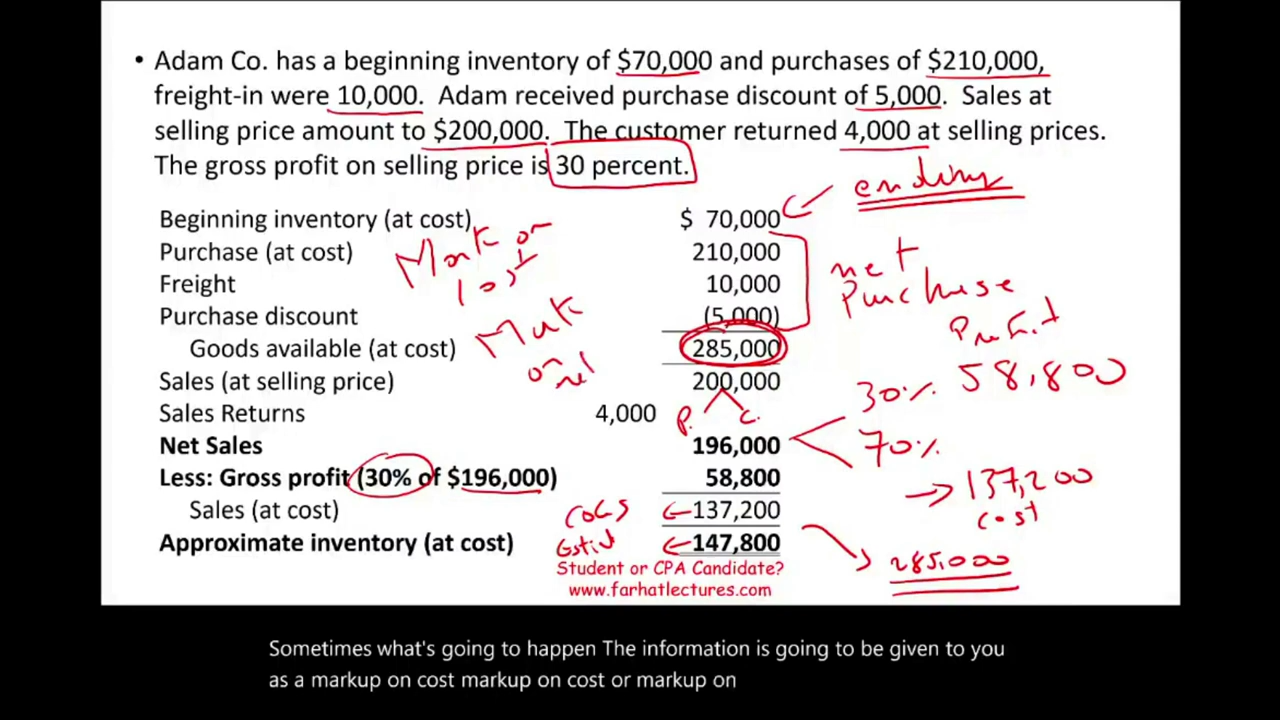 • Adam Co. has a beginning inventory of $70,000 and purchases of $210,000,
freight-in were 10,000. Adam received purchase discount of 5,000. Sales at
selling price amount to $200,000. The customer returned 4,000 at selling prices.
The gross profit on selling price is 30 percent.
ending
Beginning inventory (at cost) $ 70,000
Purchase (at cost) 210,000
Freight 10,000
Purchase discount (5,000)
Goods available (at cost) 285,000
Mark on
cost
Mark
on
net
Purchase
Profit
Sales (at selling price) 200,000
30% 58,800
Sales Returns 4,000
P. C.
Net Sales 196,000
70%
Less: Gross profit (30% of $196,000) 58,800
→ 137,200
cost
Sales (at cost) 137,200
COGS
Approximate inventory (at cost) 147,800
285,000
Student or CPA Candidate?
www.farhatlectures.com
Sometimes what's going to happen The information is going to be given to you
as a markup on cost markup on cost or markup on